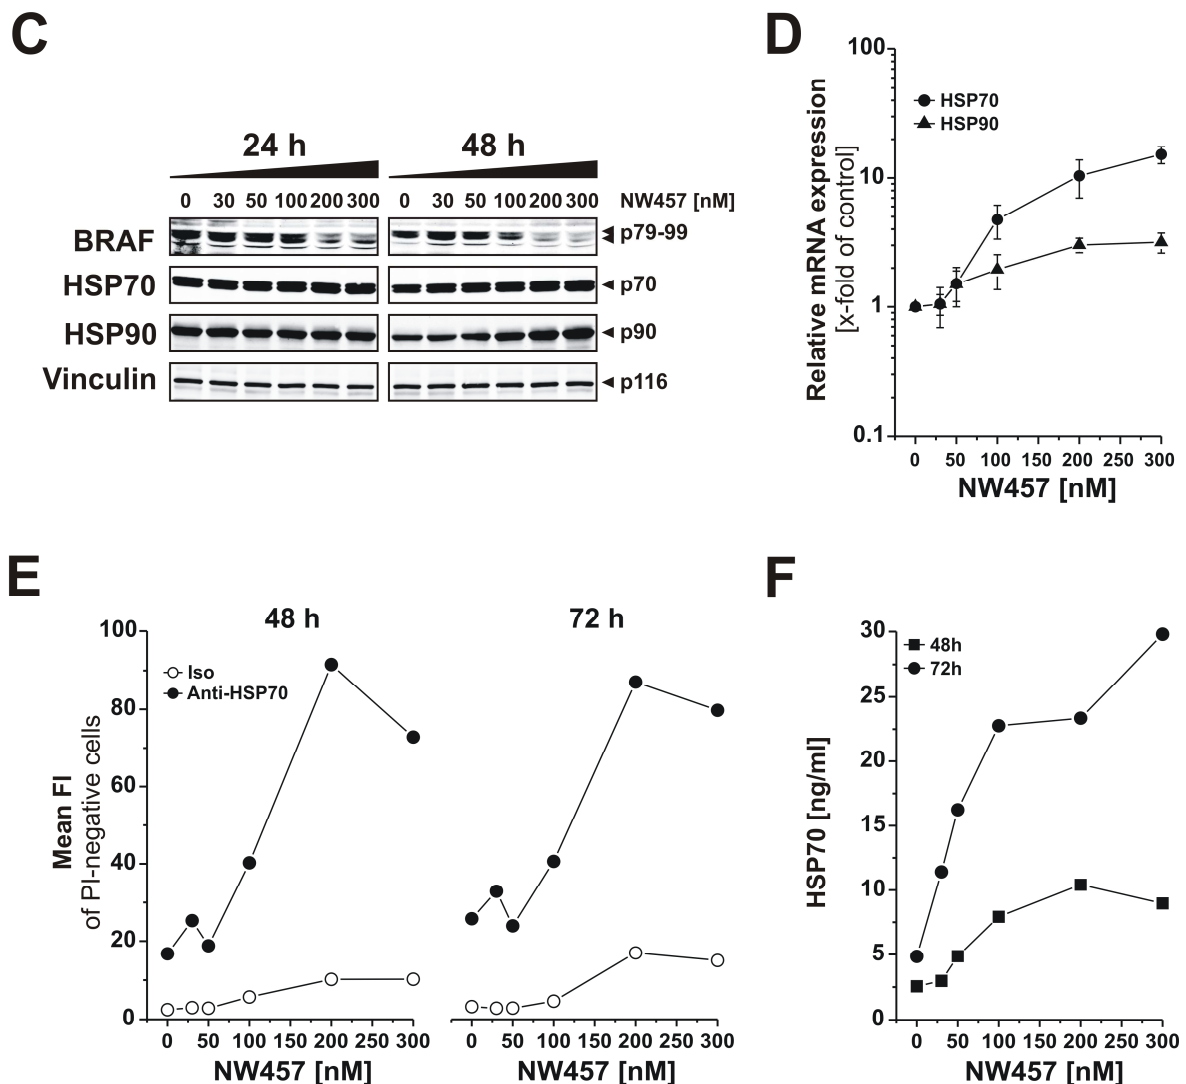 C
24 h 48 h
0 30 50 100 200 300 0 30 50 100 200 300 NW457 [nM]
BRAF p79-99
HSP70 p70
HSP90 p90
Vinculin p116
D
Relative mRNA expression
[x-fold of control]
100
10
1
0.1
HSP70
HSP90
0 50 100 150 200 250 300
NW457 [nM]
E
48 h 72 h
Mean FI
of PI-negative cells
100
80
60
40
20
0
Iso
Anti-HSP70
0 50 100 150 200 250 300 0 50 100 150 200 250 300
NW457 [nM] NW457 [nM]
F
HSP70 [ng/ml]
30
25
20
15
10
5
0
48h
72h
0 50 100 150 200 250 300
NW457 [nM]